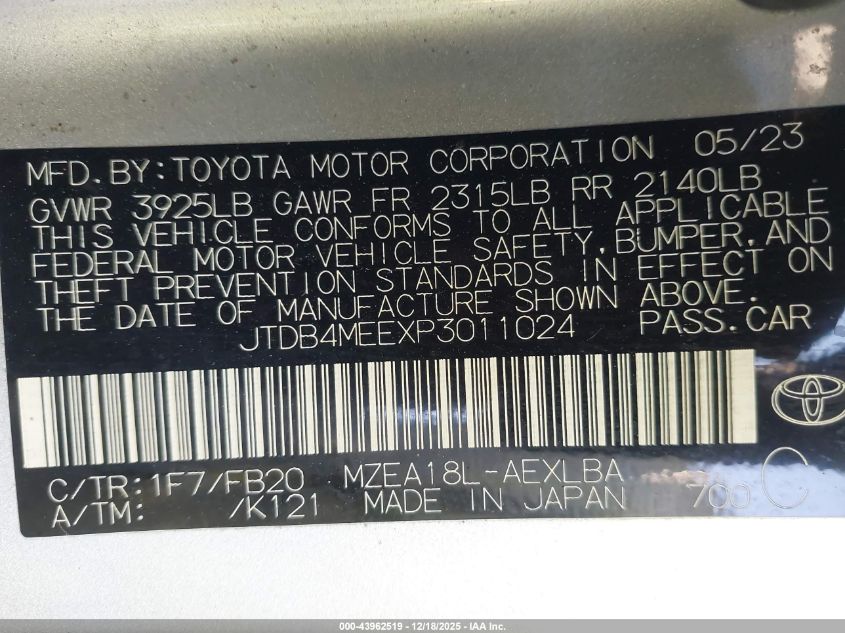 MFD. BY: TOYOTA MOTOR CORPORATION 05/23
GVWR 3925LB GAWR FR 2315LB RR 2140LB
THIS VEHICLE CONFORMS TO ALL APPLICABLE
FEDERAL MOTOR VEHICLE SAFETY, BUMPER, AND
THEFT PREVENTION STANDARDS IN EFFECT ON
THE DATE OF MANUFACTURE SHOWN ABOVE.
JTDB4MEEXP3011024 PASS. CAR
C/TR: 1F7/FB20 MZEA18L-AEXLBA
A/TM: /K121 MADE IN JAPAN 700 C
000-43962519 - 12/18/2025 - IAA Inc.